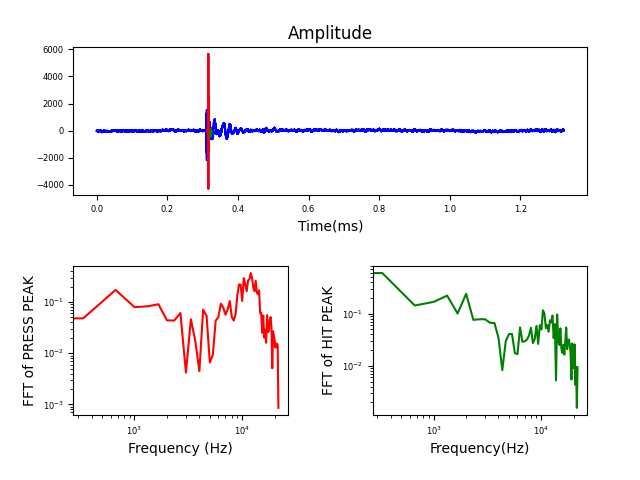 Amplitude
6000
4000
2000
0
−2000
−4000
0.0 0.2 0.4 0.6 0.8 1.0 1.2
Time(ms)
FFT of PRESS PEAK
10⁻¹
10⁻²
10⁻³
10³ 10⁴
Frequency (Hz)
FFT of HIT PEAK
10⁻¹
10⁻²
10³ 10⁴
Frequency(Hz)